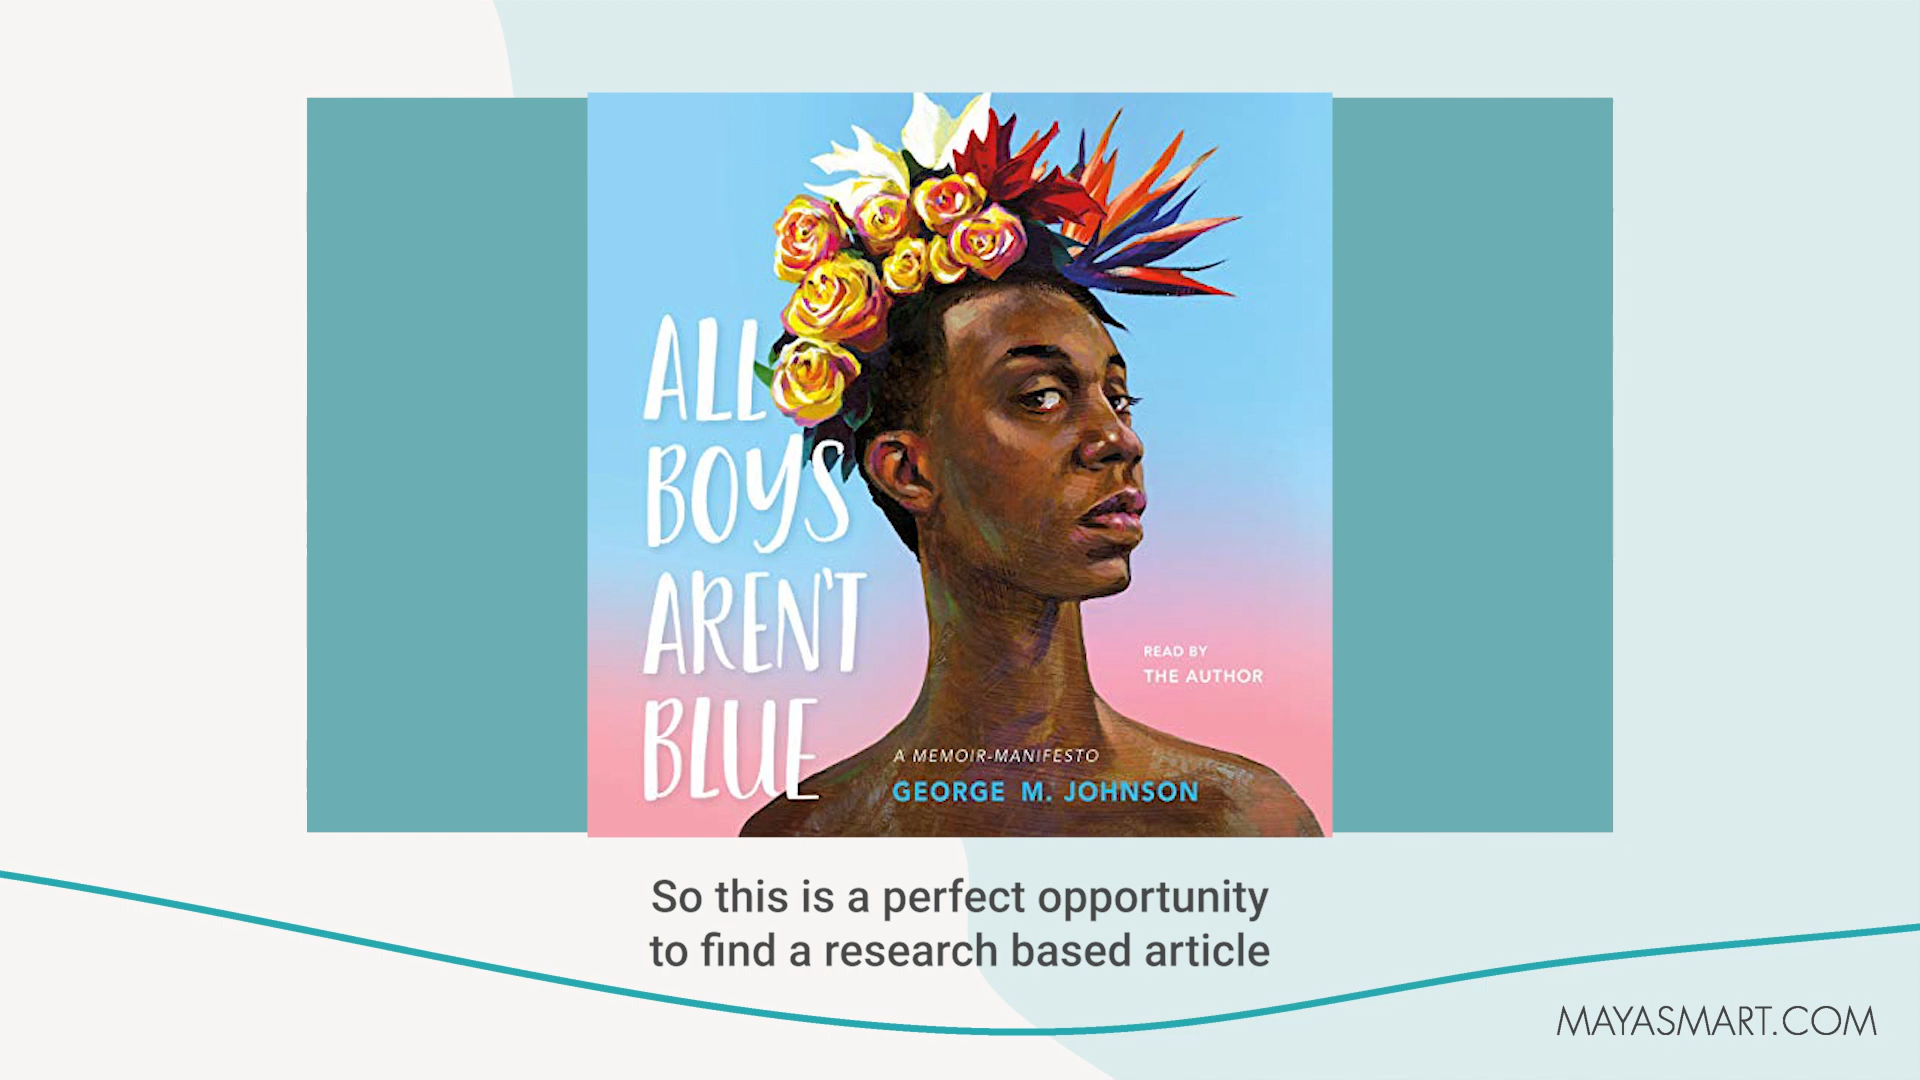 ALL
BOYS
AREN'T
BLUE
READ BY
THE AUTHOR
A MEMOIR-MANIFESTO
GEORGE M. JOHNSON
So this is a perfect opportunity
to find a research based article
MAYASMART.COM